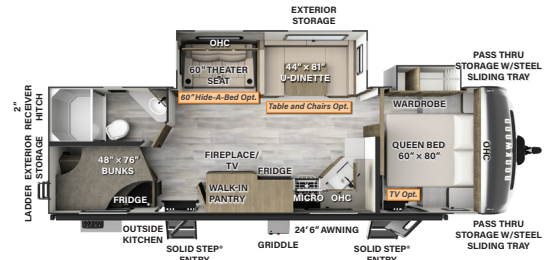 EXTERIOR
STORAGE
OHC
60" THEATER
SEAT
44" x 81"
U-DINETTE
60" Hide-A-Bed Opt.
Table and Chairs Opt.
PASS THRU
STORAGE W/STEEL
SLIDING TRAY
WARDROBE
QUEEN BED
60" x 80"
OHC
ROCKWOOD
TV Opt.
2"
RECEIVER
HITCH
EXTERIOR
STORAGE
LADDER
48" x 76"
BUNKS
FRIDGE
FIREPLACE/
TV
FRIDGE
WALK-IN
PANTRY
MICRO
OHC
OUTSIDE
KITCHEN
SOLID STEP®
ENTRY
GRIDDLE
24' 6" AWNING
SOLID STEP®
ENTRY
PASS THRU
STORAGE W/STEEL
SLIDING TRAY